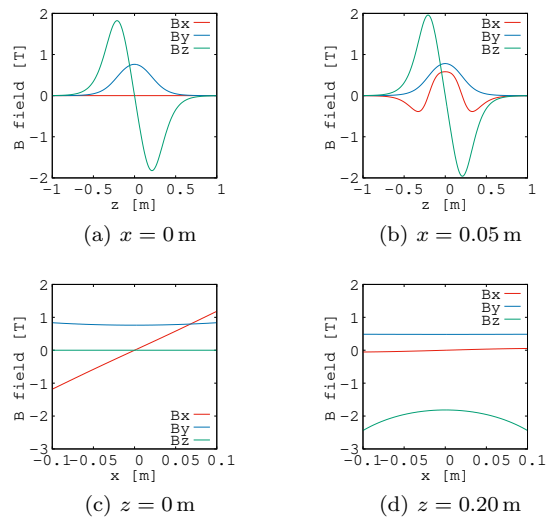 2
1
0
−1
−2
−1
−0.5
0
0.5
1
B field [T]
z [m]
Bx
By
Bz
(a) x = 0 m
2
1
0
−1
−2
−1
−0.5
0
0.5
1
B field [T]
z [m]
Bx
By
Bz
(b) x = 0.05 m
2
1
0
−1
−2
−3
−0.1
−0.05
0
0.05
0.1
B field [T]
x [m]
Bx
By
Bz
(c) z = 0 m
2
1
0
−1
−2
−3
−0.1
−0.05
0
0.05
0.1
B field [T]
x [m]
Bx
By
Bz
(d) z = 0.20 m